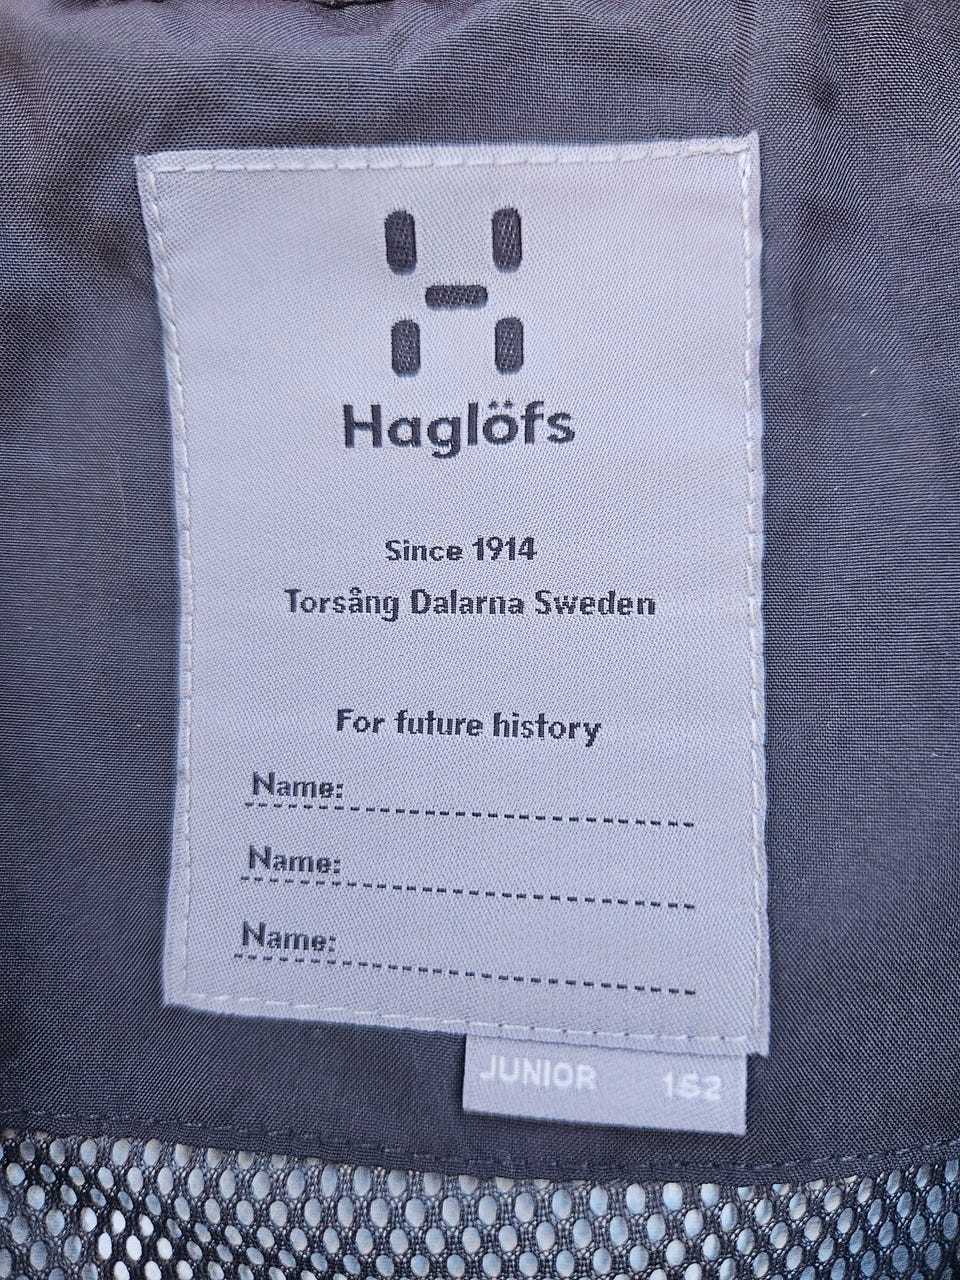 Haglöfs
Since 1914
Torsång Dalarna Sweden
For future history
Name:
Name:
Name:
JUNIOR 152